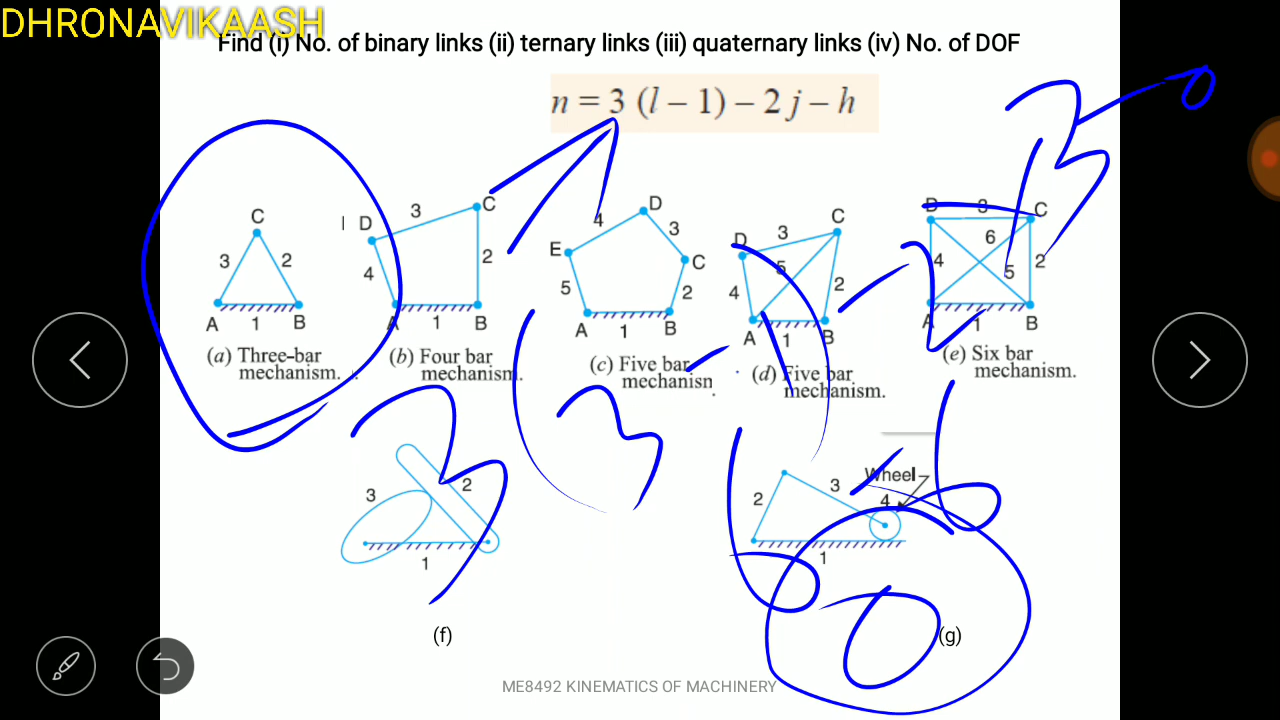 DHRONAVIKAASH
Find (i) No. of binary links (ii) ternary links (iii) quaternary links (iv) No. of DOF
n = 3 (l – 1) – 2 j – h
3 0
C
3 2
A 1 B
(a) Three-bar
mechanism.
D 3 C
4 2
A 1 B
(b) Four bar
mechanism.
D
4 3
E C
5 2
A 1 B
(c) Five bar
mechanisn
C
D 3
5
4 2
A 1 B
(d) Five bar
mechanism.
B 3 C
6
4 5 2
A 1 B
(e) Six bar
mechanism.
3
3
3 2
1
(f)
Wheel
2 3 4
1
0
(g)
ME8492 KINEMATICS OF MACHINERY